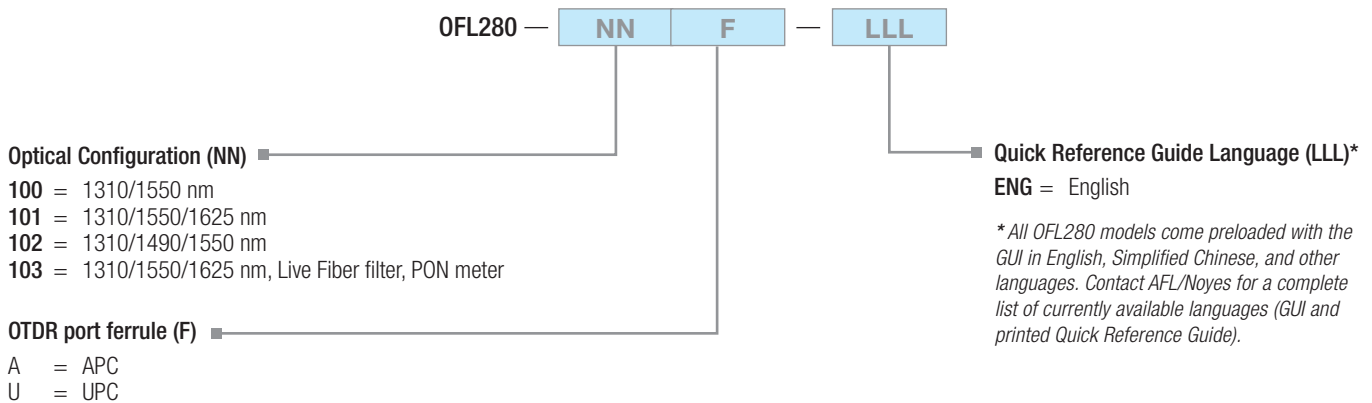 OFL280 — NN F — LLL
Optical Configuration (NN)
100 = 1310/1550 nm
101 = 1310/1550/1625 nm
102 = 1310/1490/1550 nm
103 = 1310/1550/1625 nm, Live Fiber filter, PON meter
OTDR port ferrule (F)
A = APC
U = UPC
Quick Reference Guide Language (LLL)*
ENG = English
* All OFL280 models come preloaded with the
GUI in English, Simplified Chinese, and other
languages. Contact AFL/Noyes for a complete
list of currently available languages (GUI and
printed Quick Reference Guide).